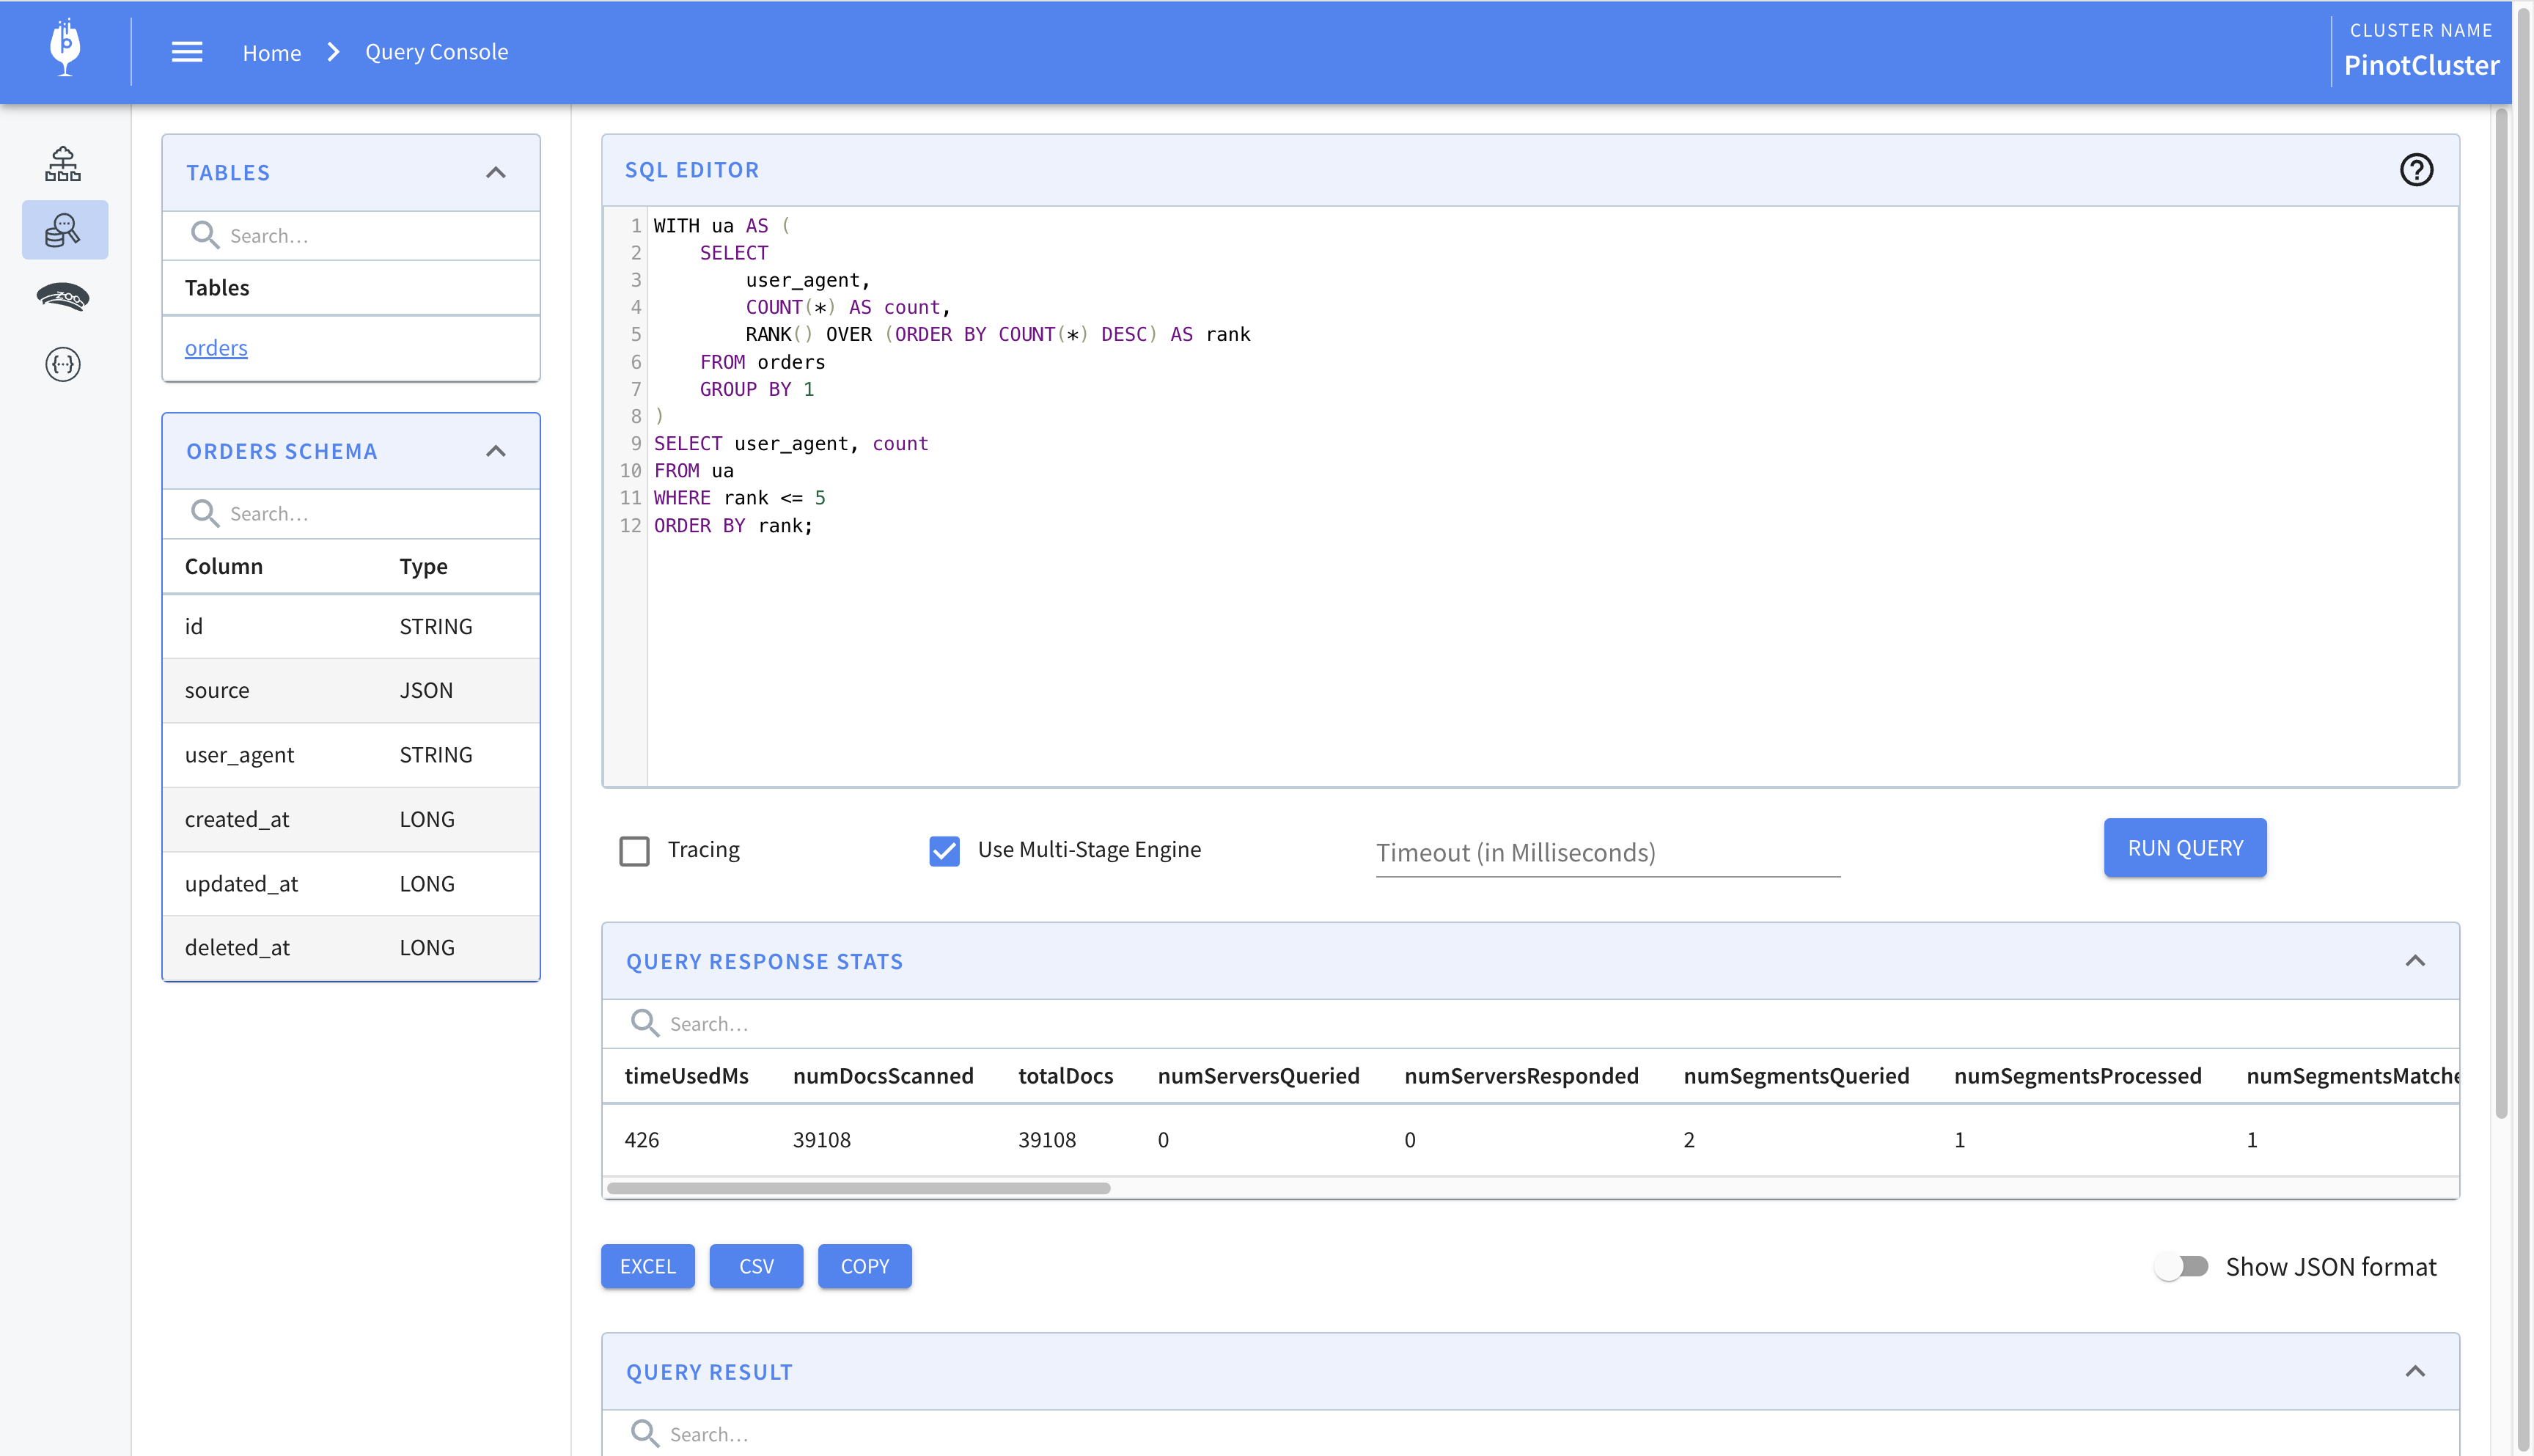 Home > Query Console
CLUSTER NAME
PinotCluster
TABLES
Search...
Tables
orders
ORDERS SCHEMA
Search...
Column Type
id STRING
source JSON
user_agent STRING
created_at LONG
updated_at LONG
deleted_at LONG
SQL EDITOR
1 WITH ua AS (
2     SELECT
3         user_agent,
4         COUNT(*) AS count,
5         RANK() OVER (ORDER BY COUNT(*) DESC) AS rank
6     FROM orders
7     GROUP BY 1
8 )
9 SELECT user_agent, count
10 FROM ua
11 WHERE rank <= 5
12 ORDER BY rank;
Tracing Use Multi-Stage Engine Timeout (in Milliseconds) RUN QUERY
QUERY RESPONSE STATS
Search...
timeUsedMs numDocsScanned totalDocs numServersQueried numServersResponded numSegmentsQueried numSegmentsProcessed numSegmentsMatche
426 39108 39108 0 0 2 1 1
EXCEL CSV COPY Show JSON format
QUERY RESULT
Search...